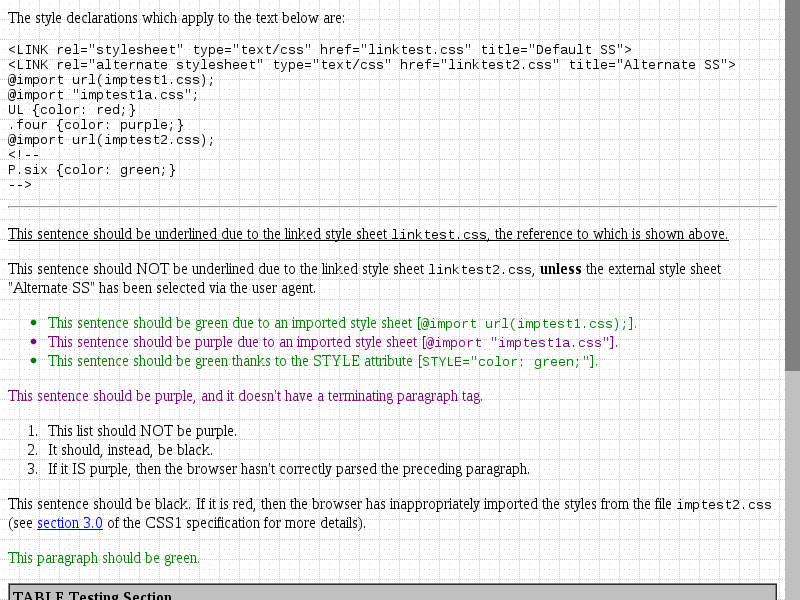 The style declarations which apply to the text below are:
<LINK rel="stylesheet" type="text/css" href="linktest.css" title="Default SS">
<LINK rel="alternate stylesheet" type="text/css" href="linktest2.css" title="Alternate SS">
@import url(imptest1.css);
@import "imptest1a.css";
UL {color: red;}
.four {color: purple;}
@import url(imptest2.css);
<!--
P.six {color: green;}
-->
This sentence should be underlined due to the linked style sheet linktest.css, the reference to which is shown above.
This sentence should NOT be underlined due to the linked style sheet linktest2.css, unless the external style sheet
"Alternate SS" has been selected via the user agent.
• This sentence should be green due to an imported style sheet [@import url(imptest1.css);].
• This sentence should be purple due to an imported style sheet [@import "imptest1a.css"].
• This sentence should be green thanks to the STYLE attribute [STYLE="color: green;"].
This sentence should be purple, and it doesn't have a terminating paragraph tag.
1. This list should NOT be purple.
2. It should, instead, be black.
3. If it IS purple, then the browser hasn't correctly parsed the preceding paragraph.
This sentence should be black. If it is red, then the browser has inappropriately imported the styles from the file imptest2.css
(see section 3.0 of the CSS1 specification for more details).
This paragraph should be green.
TABLE Testing Section